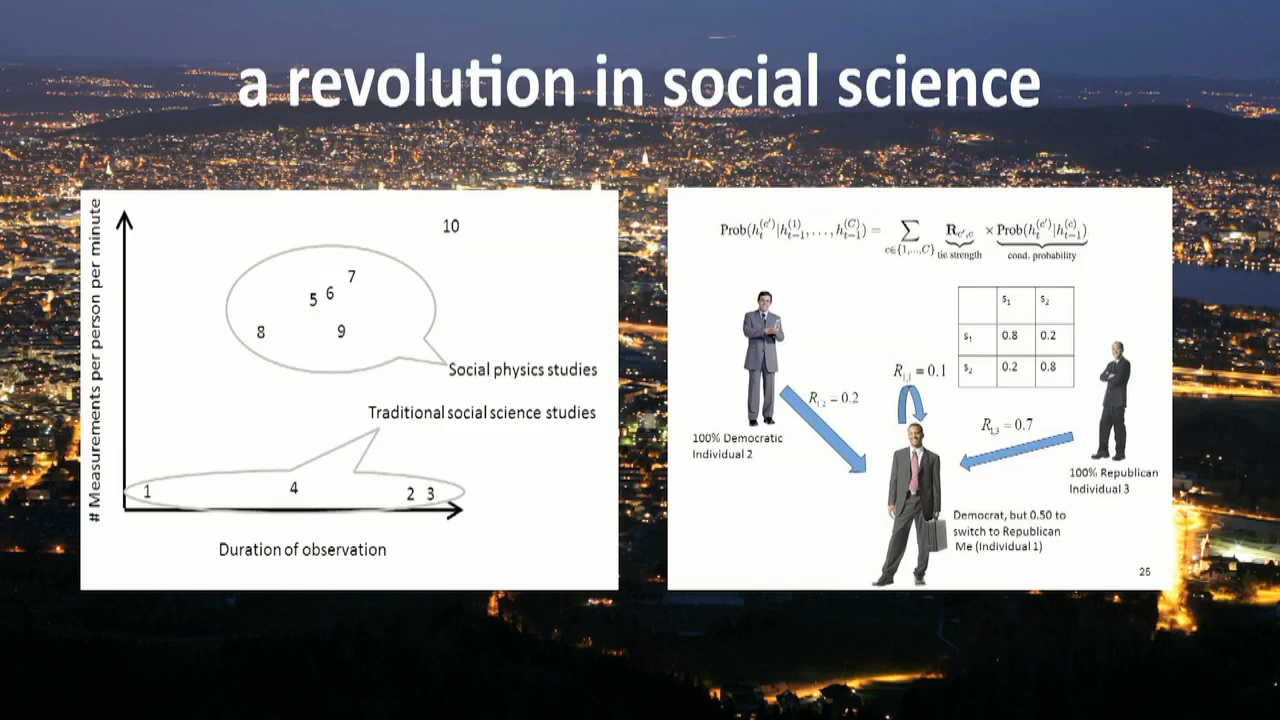 a revolution in social science
# Measurements per person per minute
10
7
5 6
8 9
Social physics studies
Traditional social science studies
1 4 2 3
Duration of observation
Prob(h_t^{(c')}|h_{t-1}^{(1)},...,h_{t-1}^{(C)}) = ∑_{c∈{1,...,C}} R_{c',c} × Prob(h_t^{(c')}|h_{t-1}^{(c)})
tie strength cond. probability
s₁ s₂
s₁ 0.8 0.2
s₂ 0.2 0.8
R_{1,1} = 0.1
R_{1,2} = 0.2
R_{1,3} = 0.7
100% Democratic
Individual 2
100% Republican
Individual 3
Democrat, but 0.50 to
switch to Republican
Me (Individual 1)
25